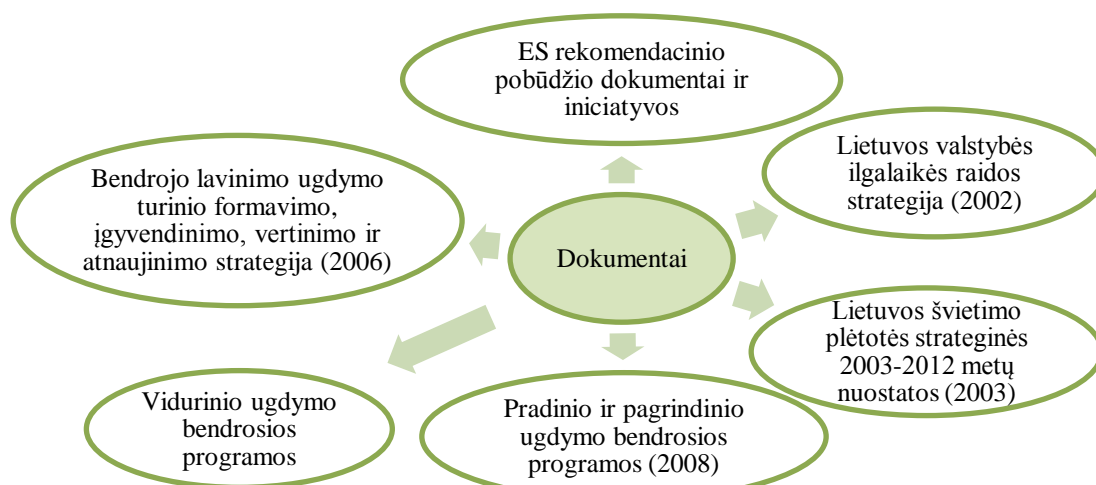 ES rekomendacinio
pobūdžio dokumentai ir
iniciatyvos
Lietuvos valstybės
ilgalaikės raidos
strategija (2002)
Bendrojo lavinimo ugdymo
turinio formavimo,
įgyvendinimo, vertinimo ir
atnaujinimo strategija (2006)
Dokumentai
Lietuvos švietimo
plėtotės strateginės
2003-2012 metų
nuostatos (2003)
Vidurinio ugdymo
bendrosios
programos
Pradinio ir pagrindinio
ugdymo bendrosios
programos (2008)